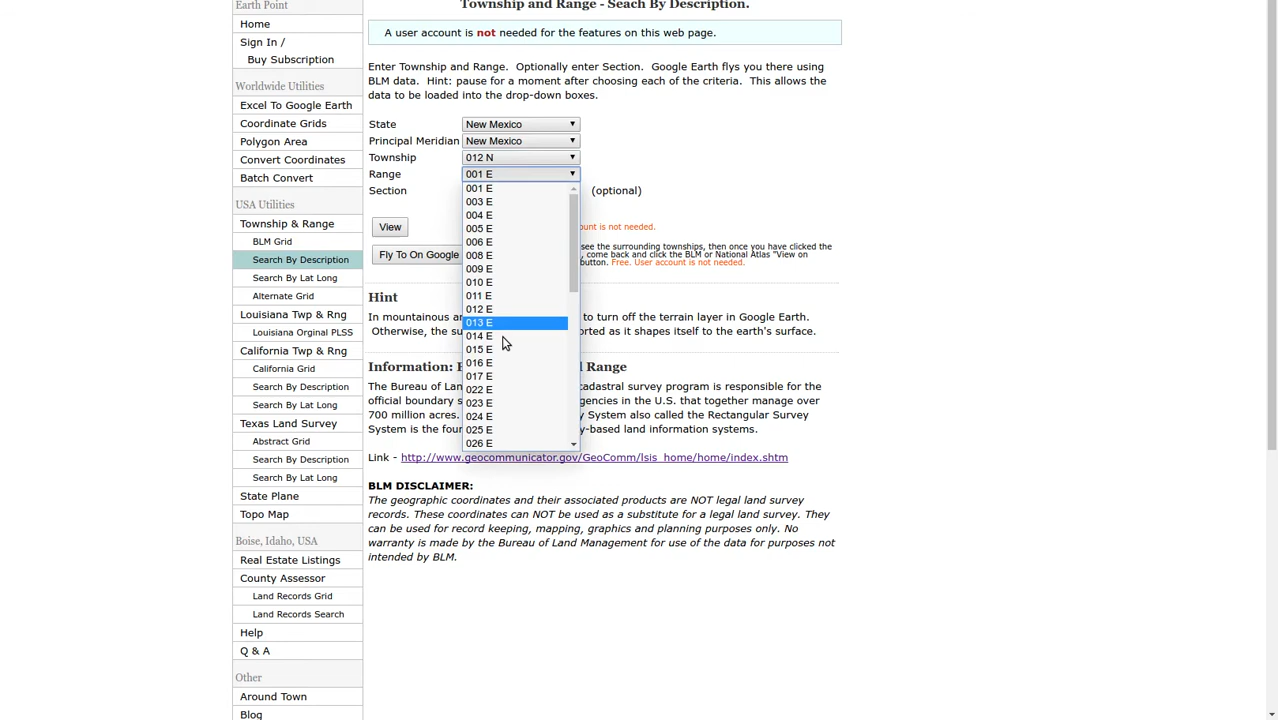 Earth Point
Home
Sign In /
Buy Subscription
Worldwide Utilities
Excel To Google Earth
Coordinate Grids
Polygon Area
Convert Coordinates
Batch Convert
USA Utilities
Township & Range
BLM Grid
Search By Description
Search By Lat Long
Alternate Grid
Louisiana Twp & Rng
Louisiana Orginal PLSS
California Twp & Rng
California Grid
Search By Description
Search By Lat Long
Texas Land Survey
Abstract Grid
Search By Description
Search By Lat Long
State Plane
Topo Map
Boise, Idaho, USA
Real Estate Listings
County Assessor
Land Records Grid
Land Records Search
Help
Q & A
Other
Around Town
Blog
Township and Range - Seach By Description.
A user account is not needed for the features on this web page.
Enter Township and Range. Optionally enter Section. Google Earth flys you there using
BLM data. Hint: pause for a moment after choosing each of the criteria. This allows the
data to be loaded into the drop-down boxes.
State New Mexico
Principal Meridian New Mexico
Township 012 N
Range 001 E
Section (optional)
001 E
003 E
004 E
005 E
006 E
008 E
009 E
010 E
011 E
012 E
013 E
014 E
015 E
016 E
017 E
022 E
023 E
024 E
025 E
026 E
View
count is not needed.
Fly To On Google
see the surrounding townships, then once you have clicked the
, come back and click the BLM or National Atlas "View on
button. Free. User account is not needed.
Hint
In mountainous a to turn off the terrain layer in Google Earth.
Otherwise, the su orted as it shapes itself to the earth's surface.
Information: d Range
The Bureau of Lan cadastral survey program is responsible for the
official boundary s gencies in the U.S. that together manage over
700 million acres. y System also called the Rectangular Survey
System is the foun y-based land information systems.
Link - http://www.geocommunicator.gov/GeoComm/lsis_home/home/index.shtm
BLM DISCLAIMER:
The geographic coordinates and their associated products are NOT legal land survey
records. These coordinates can NOT be used as a substitute for a legal land survey. They
can be used for record keeping, mapping, graphics and planning purposes only. No
warranty is made by the Bureau of Land Management for use of the data for purposes not
intended by BLM.